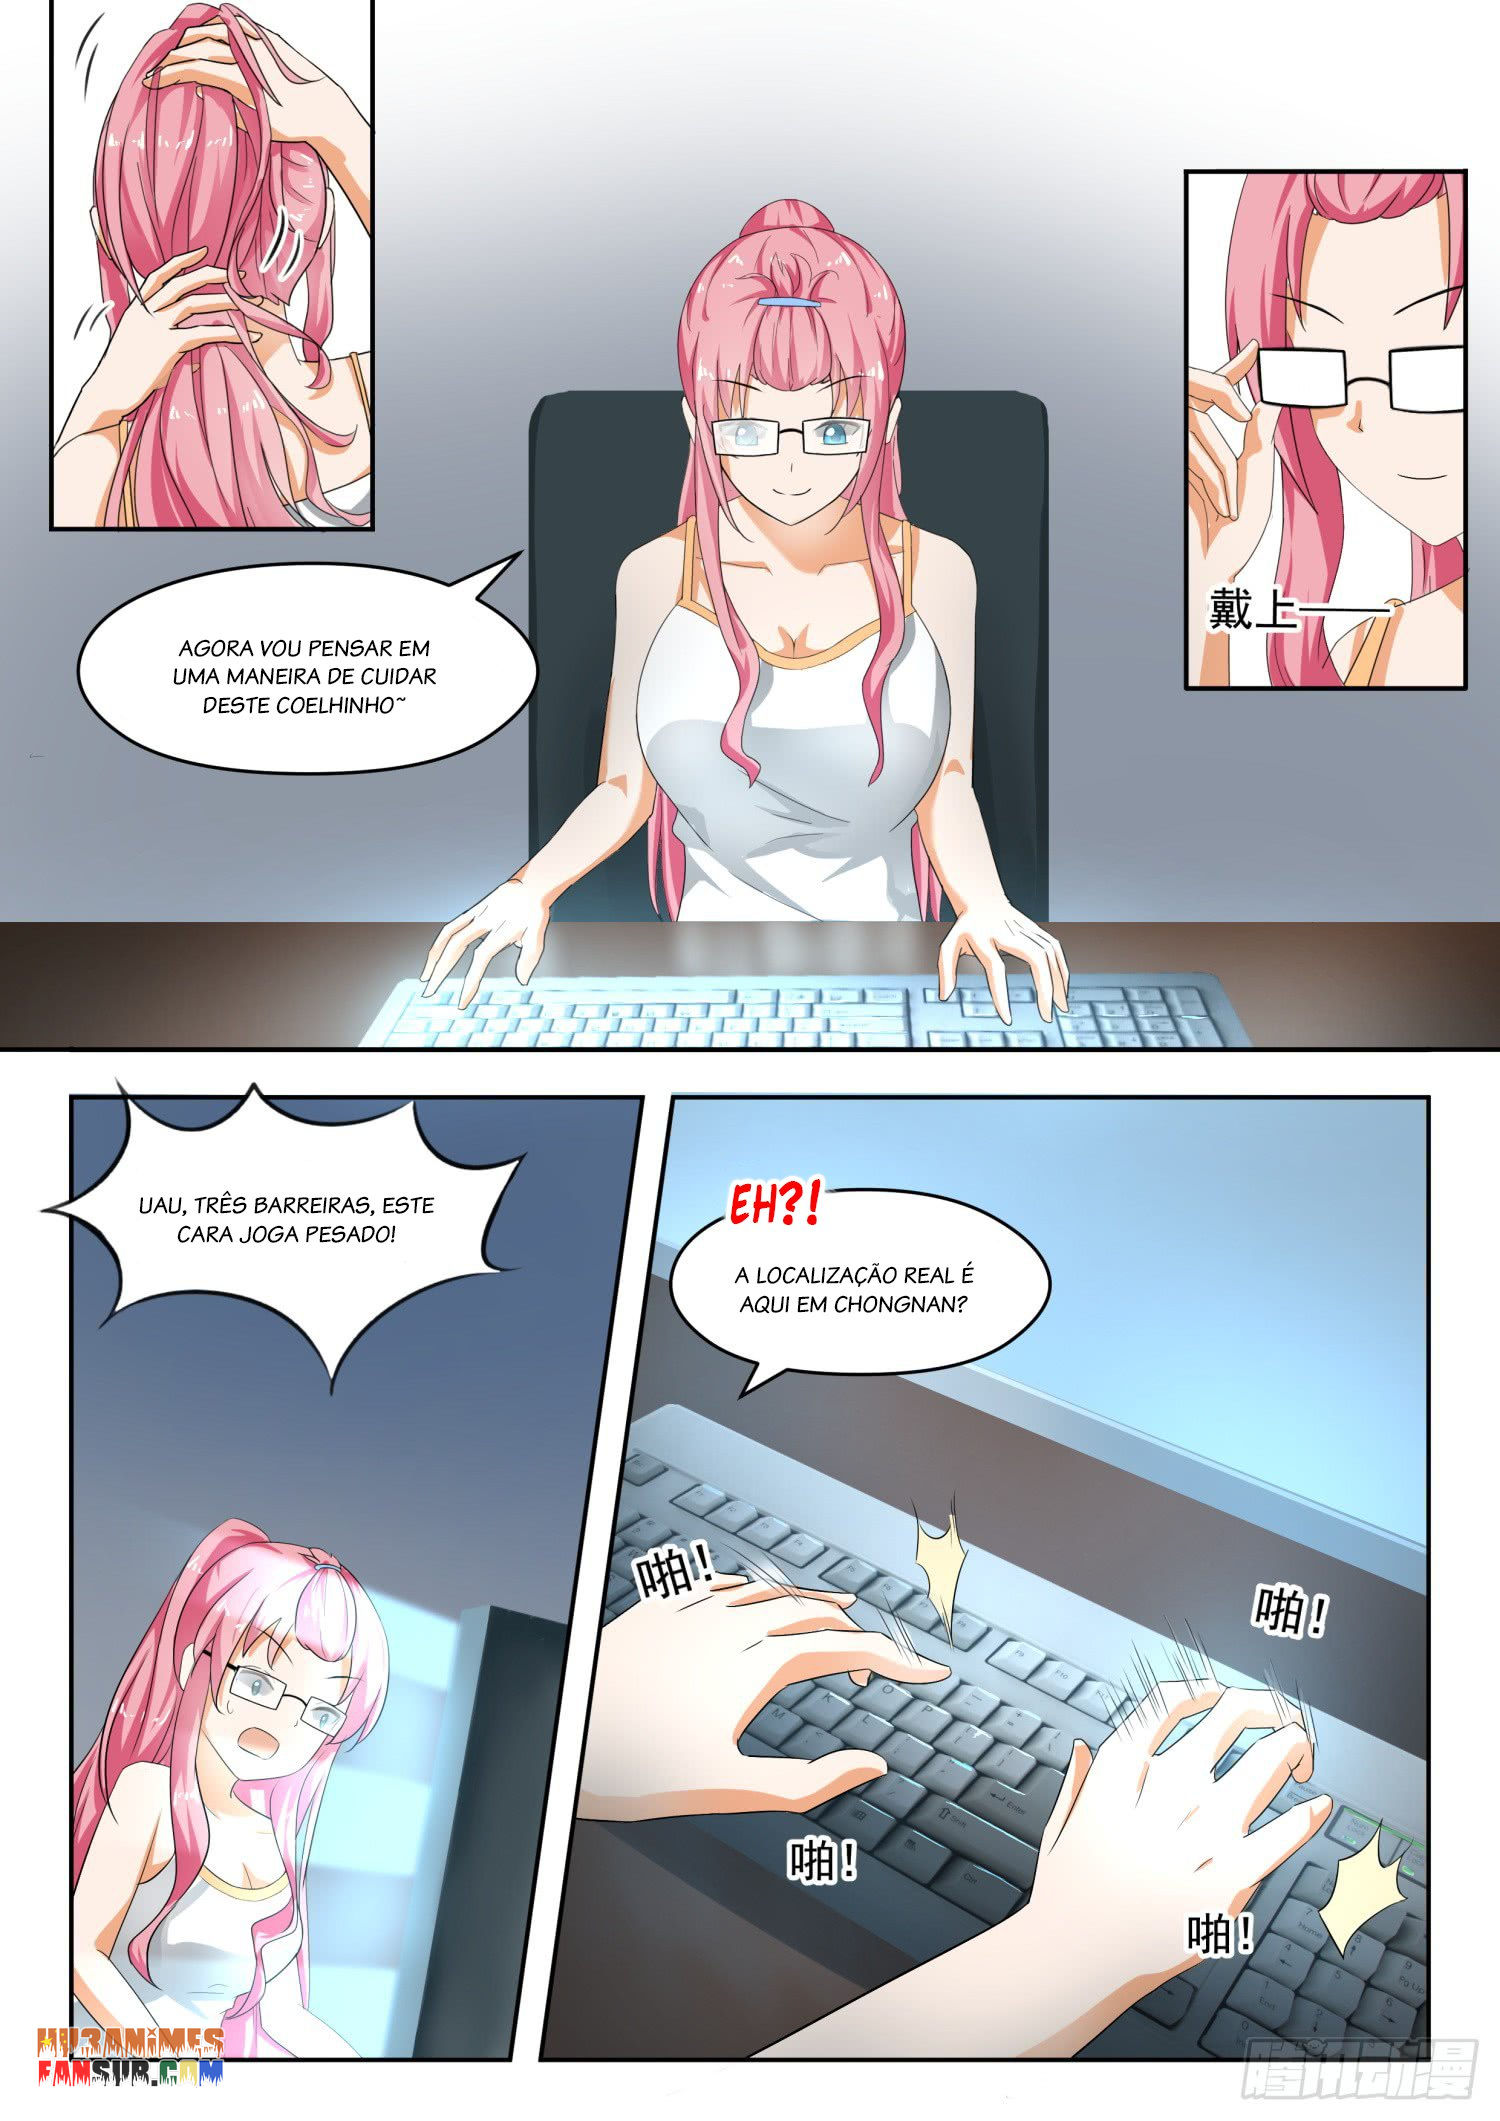 戴上——
AGORA VOU PENSAR EM
UMA MANEIRA DE CUIDAR
DESTE COELHINHO~
UAU, TRÊS BARREIRAS, ESTE
CARA JOGA PESADO!
EH?!
A LOCALIZAÇÃO REAL É
AQUI EM CHONGNAN?
啪!
啪!
啪!
啪!
HU3ANIMES
FANSUB.COM
腾讯动漫